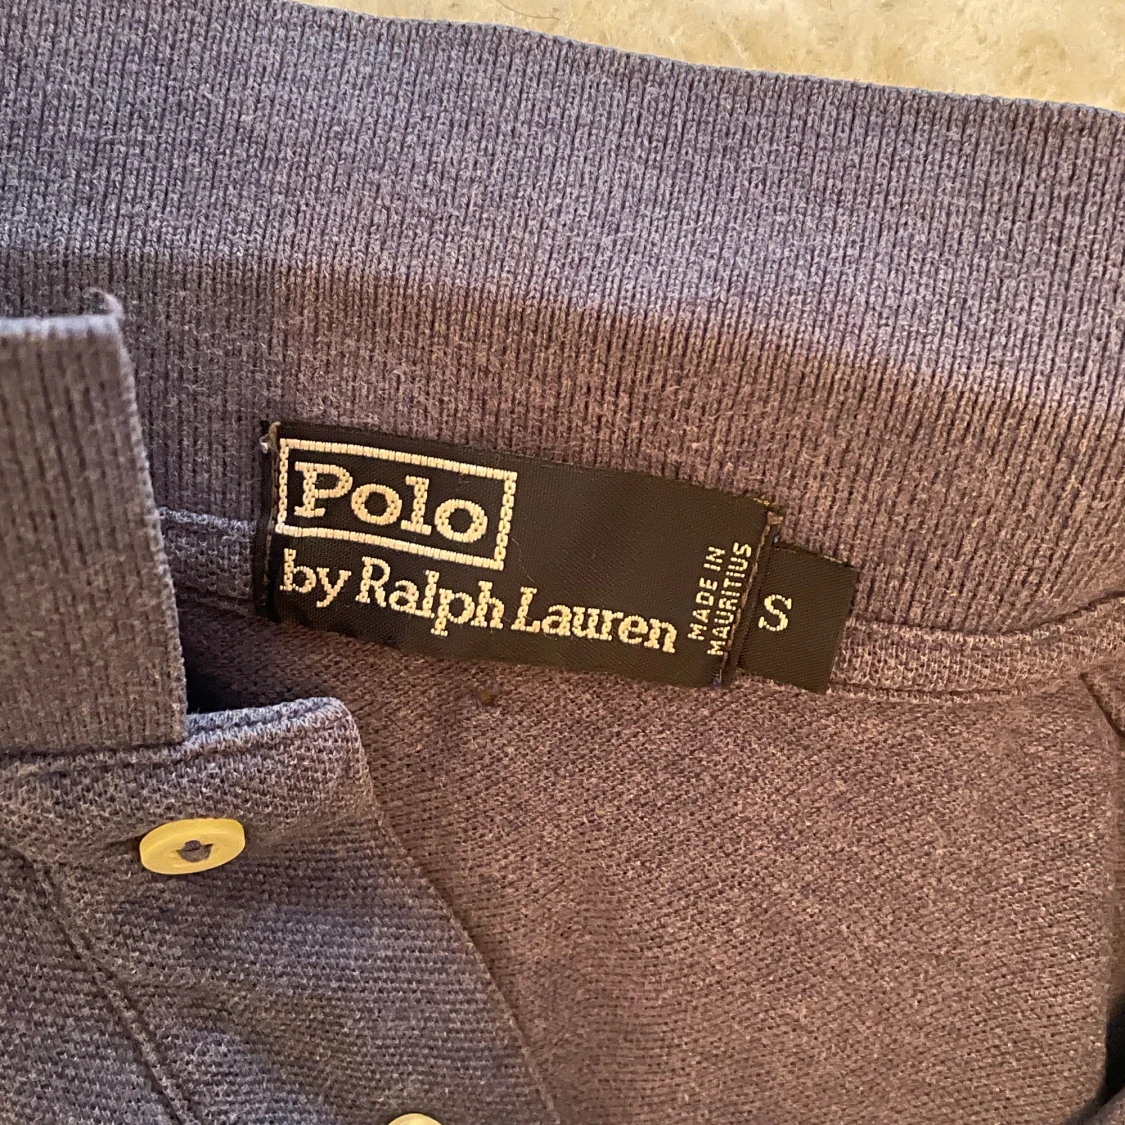 Polo
by Ralph Lauren
MADE IN
MAURITIUS
S